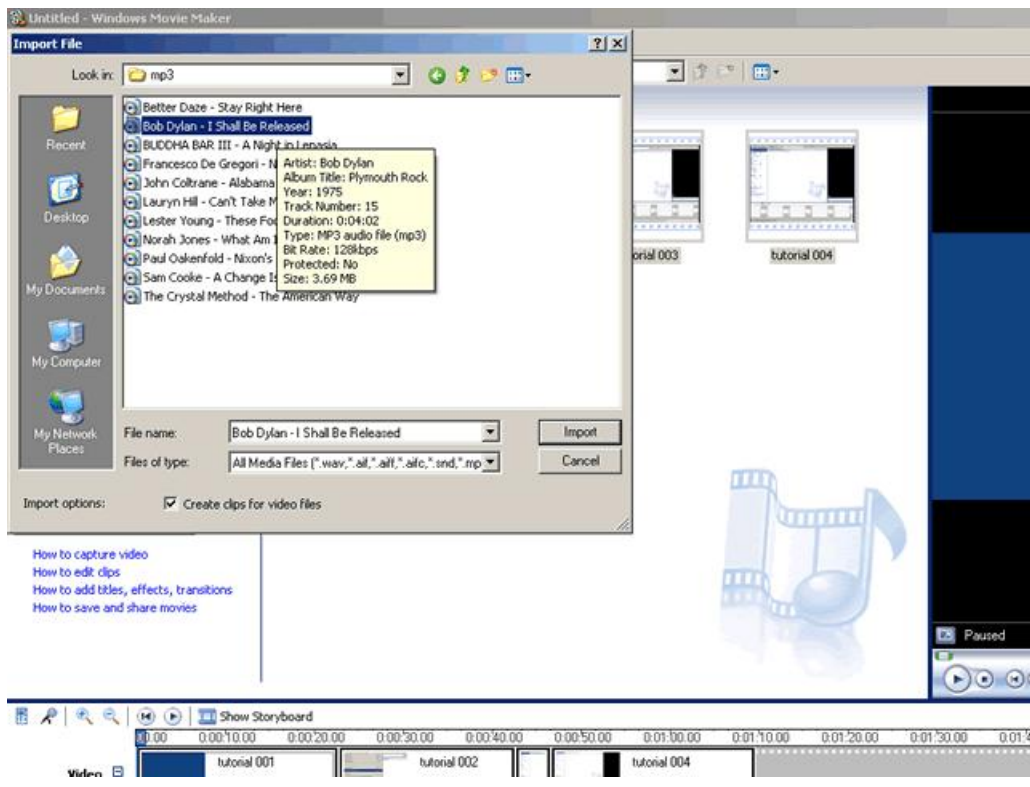 Untitled - Windows Movie Maker
Import File
Look in:
mp3
Recent
Desktop
My Documents
My Computer
My Network
Places
Better Daze - Stay Right Here
Bob Dylan - I Shall Be Released
BUDDHA BAR III - A Night in Lenasia
Francesco De Gregori - N
John Coltrane - Alabama
Lauryn Hill - Can't Take M
Lester Young - These Foo
Norah Jones - What Am I
Paul Oakenfold - Nixon's
Sam Cooke - A Change Is
The Crystal Method - The American Way
Artist: Bob Dylan
Album Title: Plymouth Rock
Year: 1975
Track Number: 15
Duration: 0:04:02
Type: MP3 audio file (mp3)
Bit Rate: 128kbps
Protected: No
Size: 3.69 MB
File name:
Bob Dylan - I Shall Be Released
Import
Files of type:
All Media Files (*.wav,*.aif,*.aiff,*.aifc,*.snd,*.mp
Cancel
Import options:
Create clips for video files
orial 003
tutorial 004
How to capture video
How to edit clips
How to add titles, effects, transitions
How to save and share movies
Paused
Show Storyboard
0.00 0:00:10.00 0:00:20.00 0:00:30.00 0:00:40.00 0:00:50.00 0:01:00.00 0:01:10.00 0:01:20.00 0:01:30.00 0:01:4
Video
tutorial 001
tutorial 002
tutorial 004